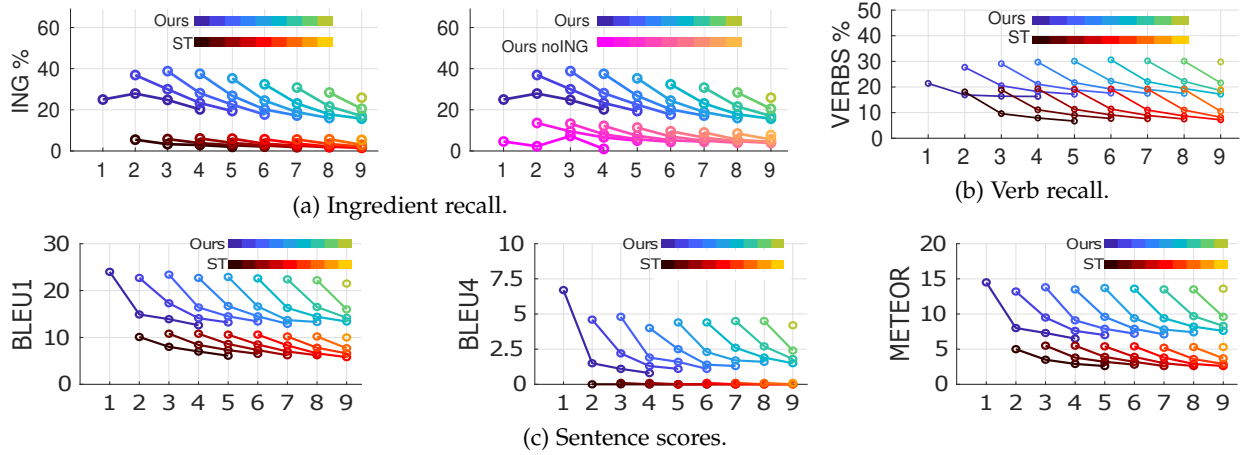 60
40
20
0
ING %
Ours
ST
1 2 3 4 5 6 7 8 9
60
40
20
0
Ours
Ours noING
1 2 3 4 5 6 7 8 9
(a) Ingredient recall.
50
40
30
20
10
0
VERBS %
Ours
ST
1 2 3 4 5 6 7 8 9
(b) Verb recall.
30
20
10
0
BLEU1
Ours
ST
1 2 3 4 5 6 7 8 9
10
7.5
5
2.5
0
BLEU4
Ours
ST
1 2 3 4 5 6 7 8 9
20
15
10
5
0
METEOR
Ours
ST
1 2 3 4 5 6 7 8 9
(c) Sentence scores.